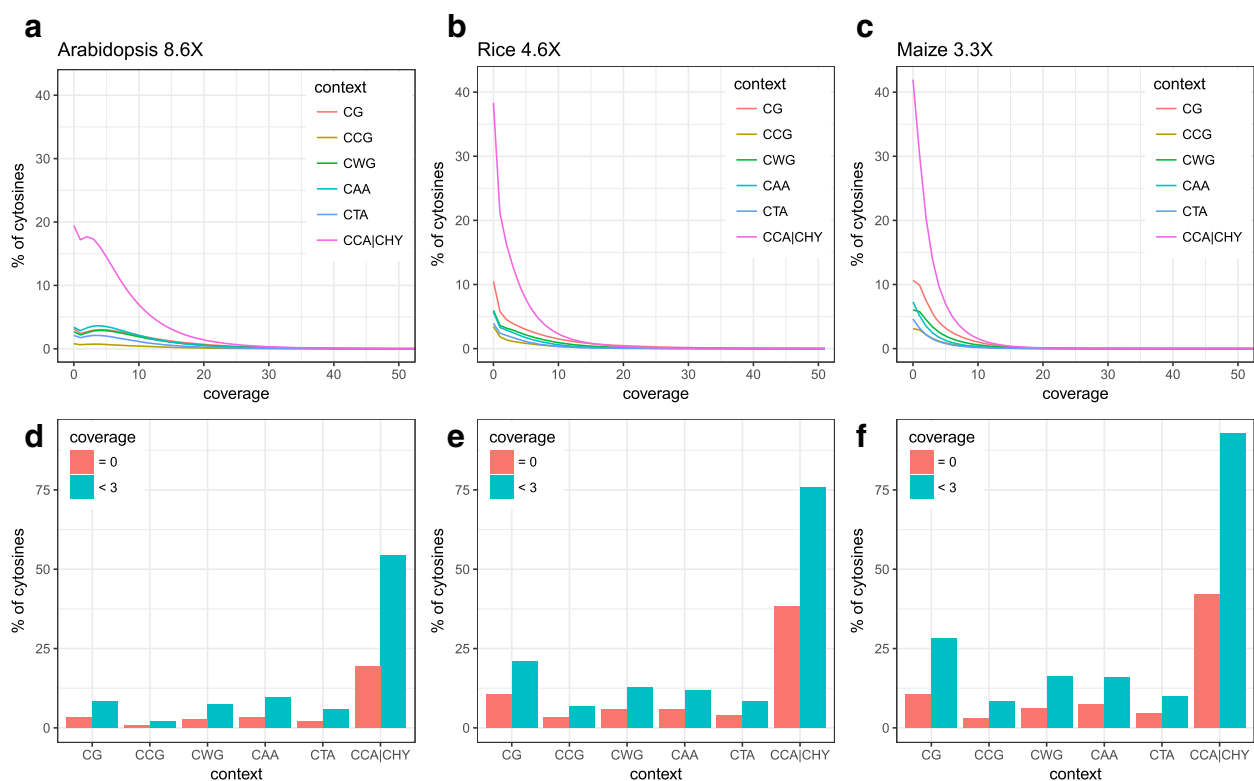 a
Arabidopsis 8.6X
% of cytosines
40
30
20
10
0
0 10 20 30 40 50
coverage
context
CG
CCG
CWG
CAA
CTA
CCA|CHY
b
Rice 4.6X
% of cytosines
40
30
20
10
0
0 10 20 30 40 50
coverage
context
CG
CCG
CWG
CAA
CTA
CCA|CHY
c
Maize 3.3X
% of cytosines
40
30
20
10
0
0 10 20 30 40 50
coverage
context
CG
CCG
CWG
CAA
CTA
CCA|CHY
d
coverage
= 0
< 3
% of cytosines
75
50
25
0
CG CCG CWG CAA CTA CCA|CHY
context
e
coverage
= 0
< 3
% of cytosines
75
50
25
0
CG CCG CWG CAA CTA CCA|CHY
context
f
coverage
= 0
< 3
% of cytosines
75
50
25
0
CG CCG CWG CAA CTA CCA|CHY
context